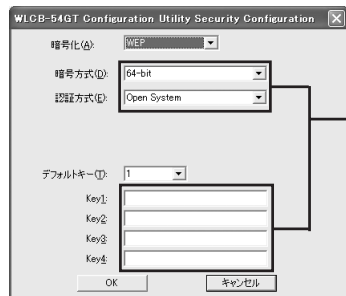 WLCB-54GT Configuration Utility Security Configuration
暗号化(A): WEP
暗号方式(D): 64-bit
認証方式(E): Open System
デフォルトキー(T): 1
Key1:
Key2:
Key3:
Key4:
OK キャンセル